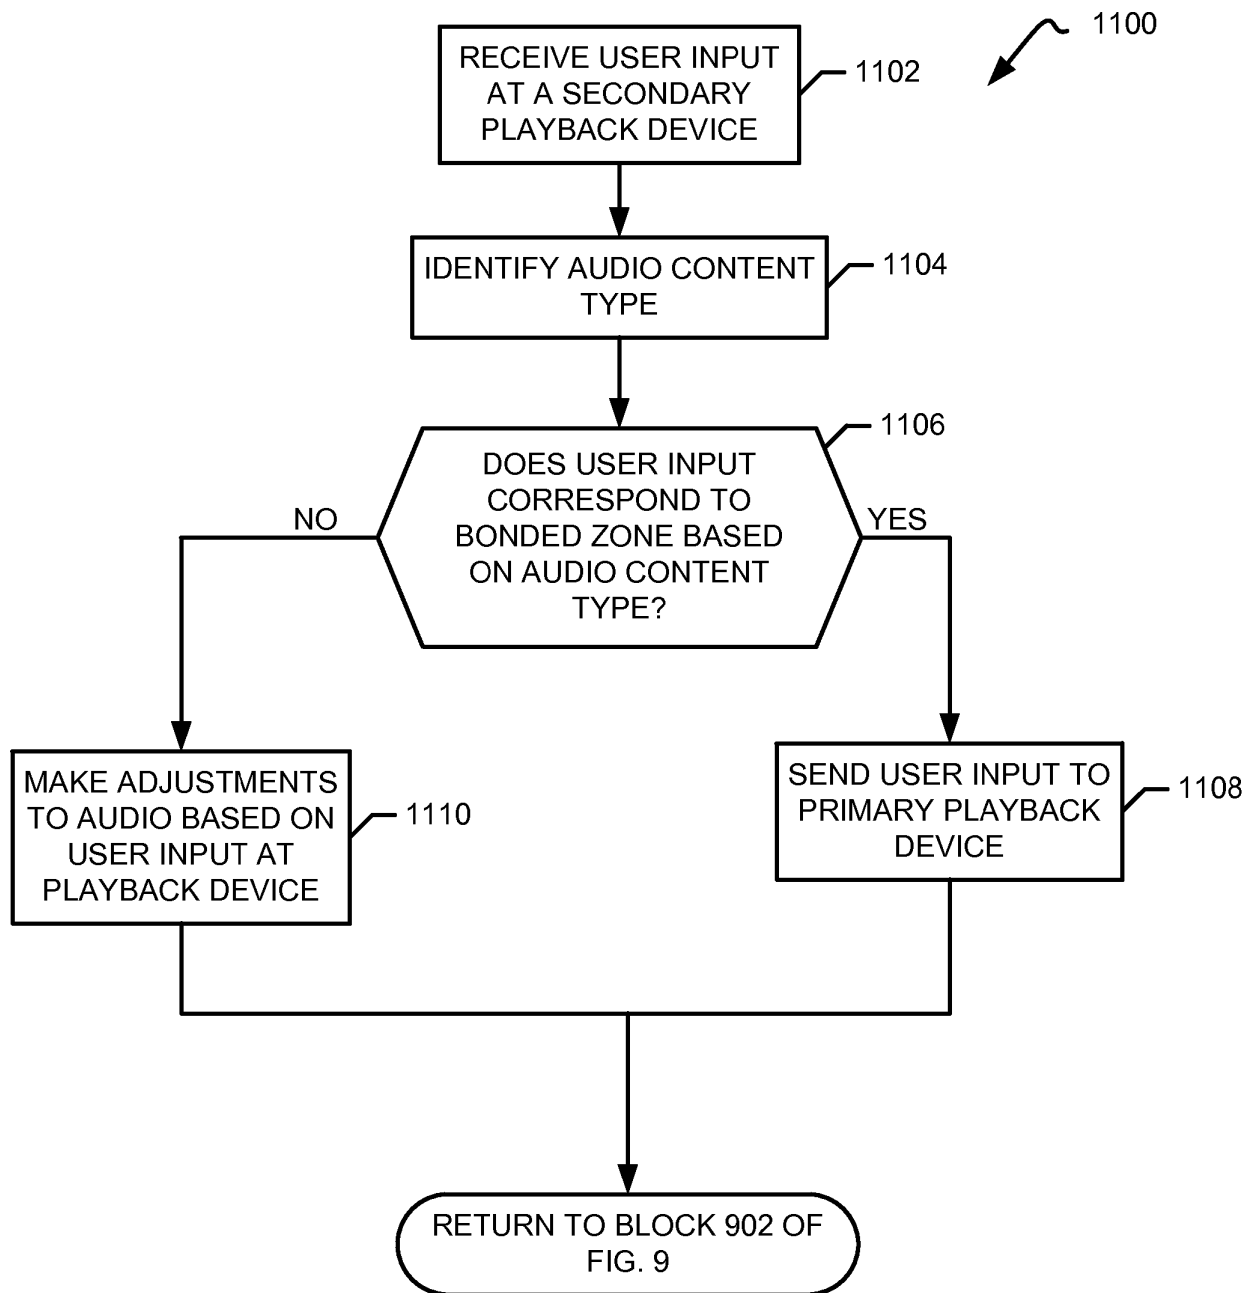 1100
RECEIVE USER INPUT
AT A SECONDARY
PLAYBACK DEVICE
1102
IDENTIFY AUDIO CONTENT
TYPE
1104
DOES USER INPUT
CORRESPOND TO
BONDED ZONE BASED
ON AUDIO CONTENT
TYPE?
1106
NO
YES
MAKE ADJUSTMENTS
TO AUDIO BASED ON
USER INPUT AT
PLAYBACK DEVICE
1110
SEND USER INPUT TO
PRIMARY PLAYBACK
DEVICE
1108
RETURN TO BLOCK 902 OF
FIG. 9